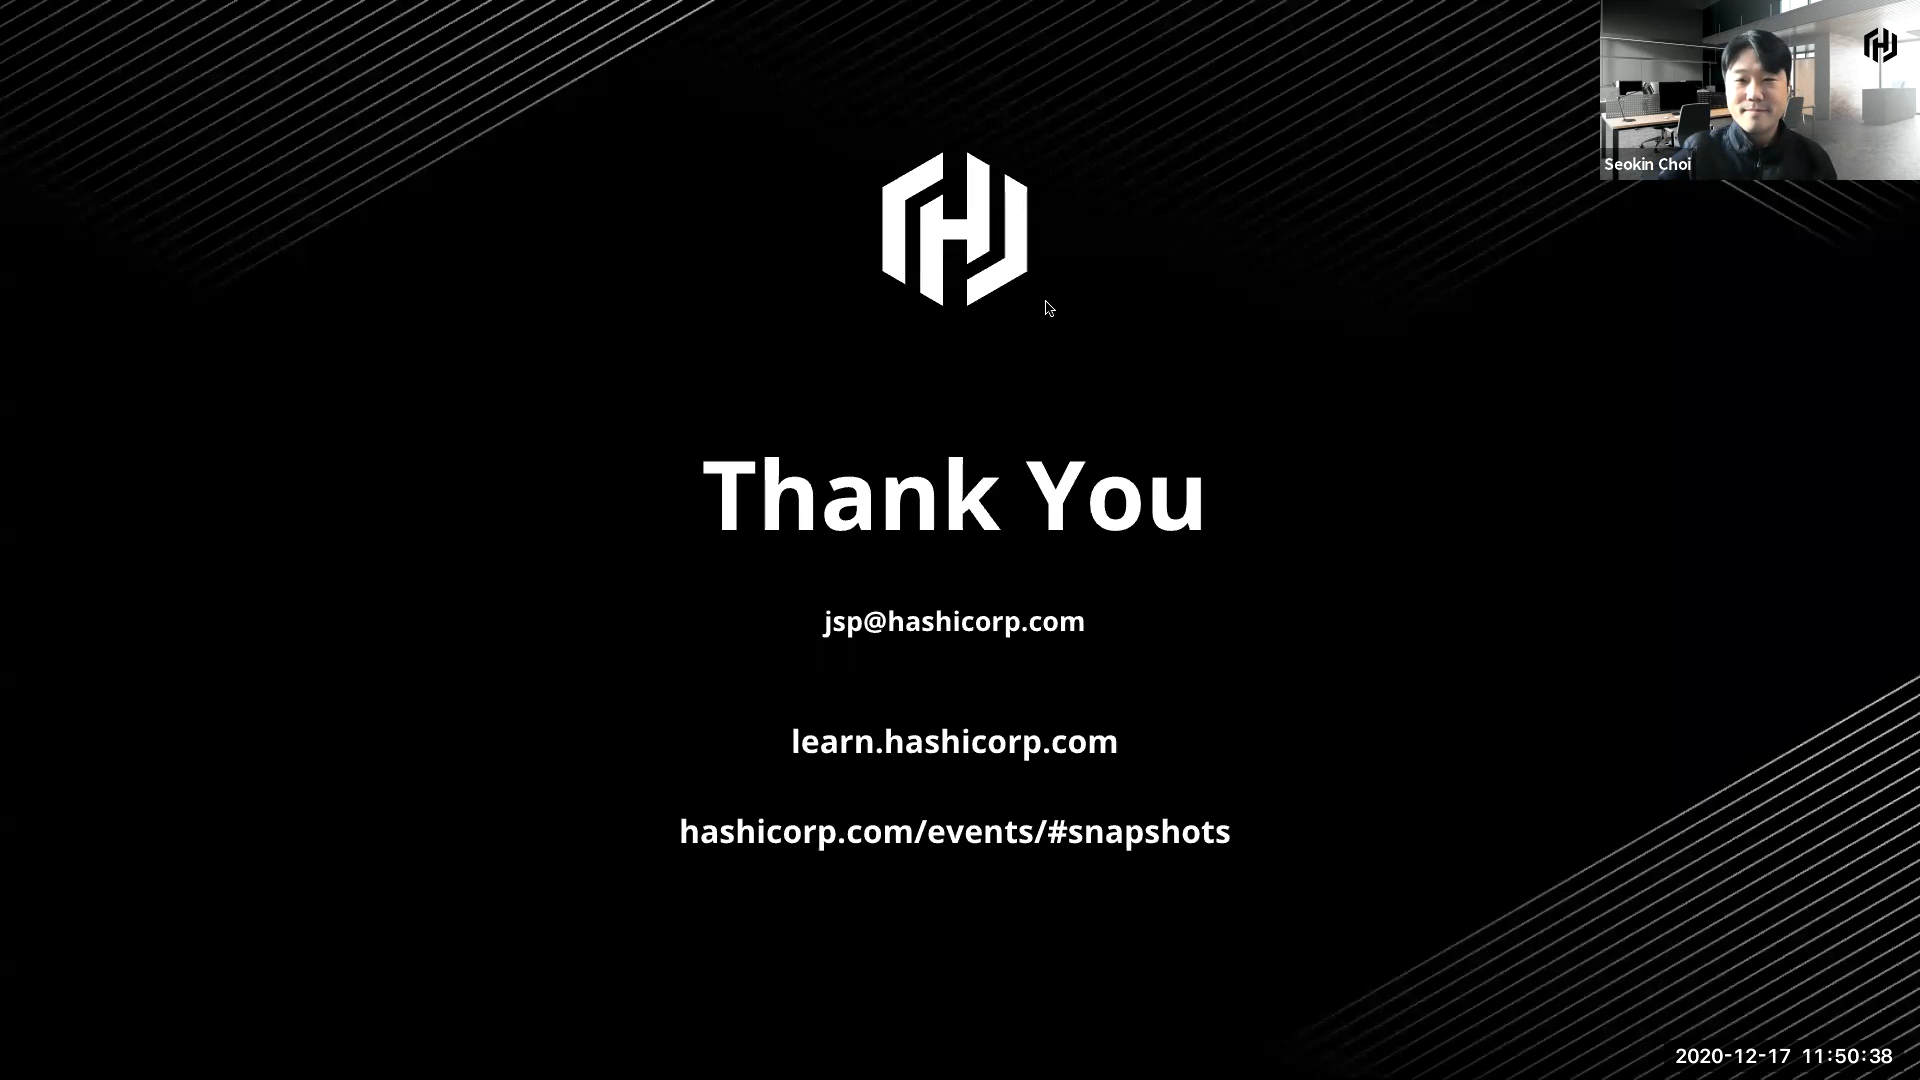 Seokin Choi
Thank You
jsp@hashicorp.com
learn.hashicorp.com
hashicorp.com/events/#snapshots
2020-12-17 11:50:38